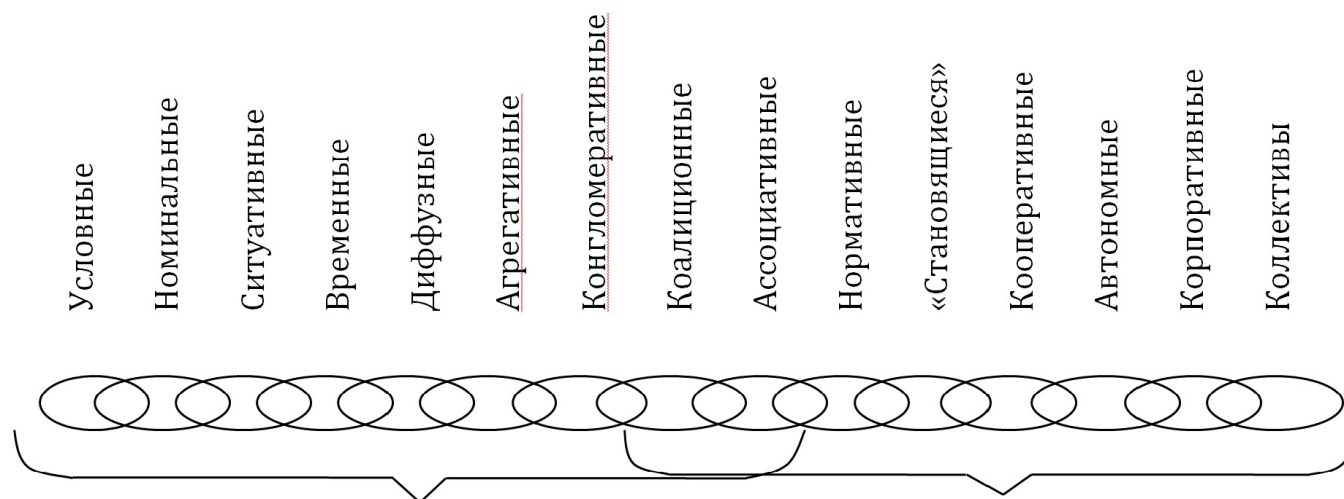 Условные
Номинальные
Ситуативные
Временные
Диффузные
Агрегативные
Конгломеративные
Коалиционные
Ассоциативные
Нормативные
«Становящиеся»
Кооперативные
Автономные
Корпоративные
Коллективы